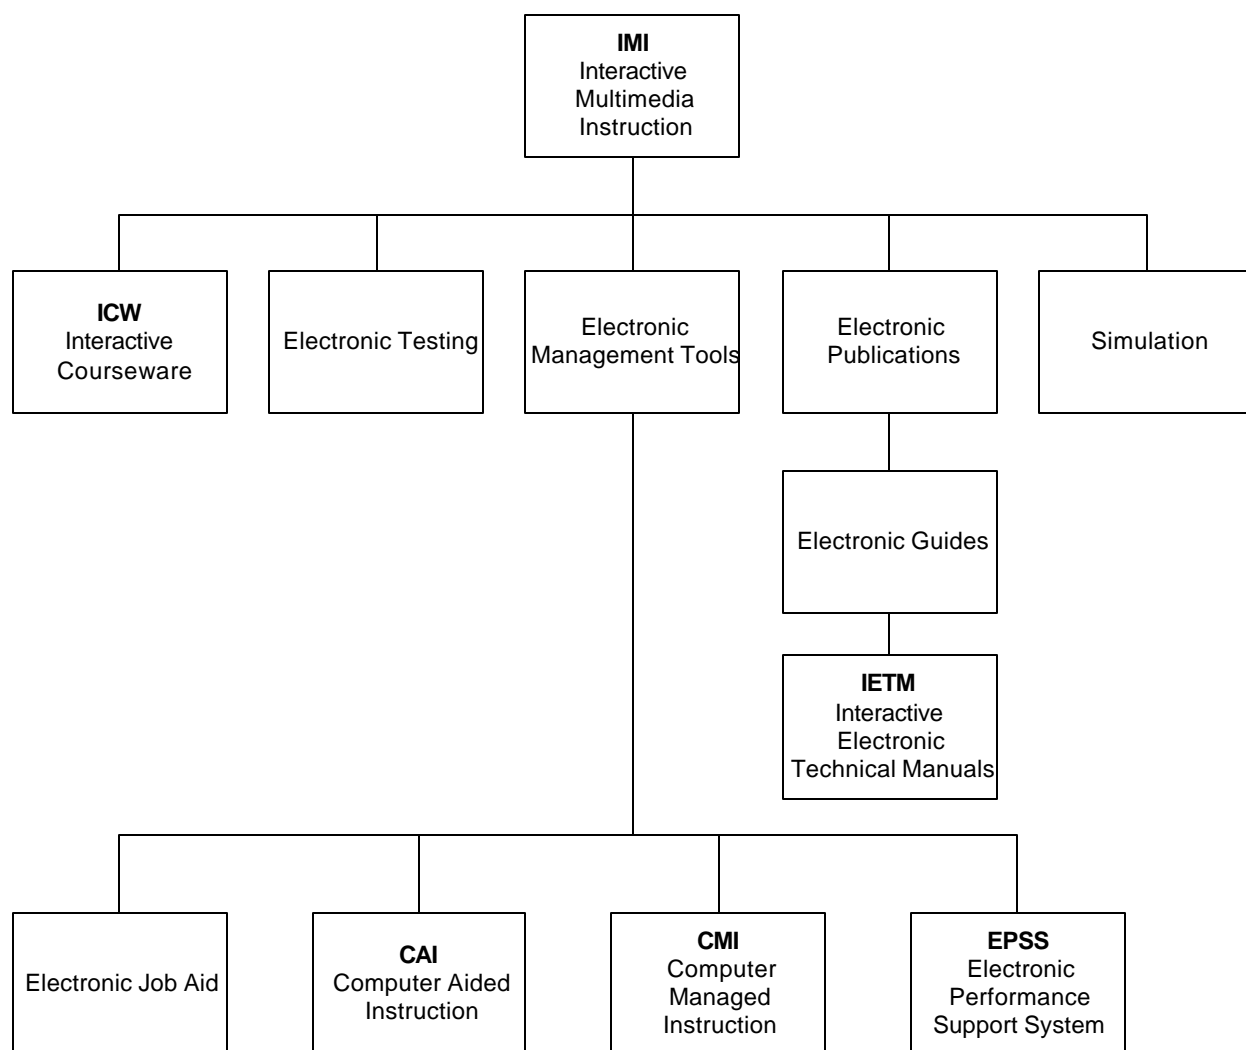 IMI
Interactive
Multimedia
Instruction
ICW
Interactive
Courseware
Electronic Testing
Electronic
Management Tools
Electronic
Publications
Simulation
Electronic Guides
IETM
Interactive
Electronic
Technical Manuals
Electronic Job Aid
CAI
Computer Aided
Instruction
CMI
Computer
Managed
Instruction
EPSS
Electronic
Performance
Support System